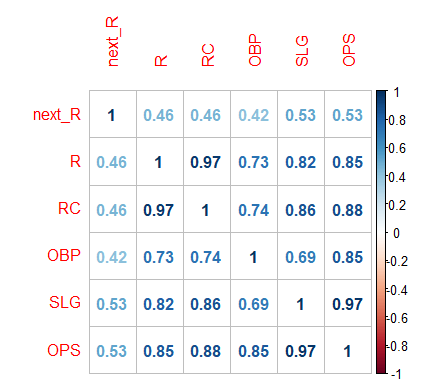 next_R R RC OBP SLG OPS
next_R 1 0.46 0.46 0.42 0.53 0.53
R 0.46 1 0.97 0.73 0.82 0.85
RC 0.46 0.97 1 0.74 0.86 0.88
OBP 0.42 0.73 0.74 1 0.69 0.85
SLG 0.53 0.82 0.86 0.69 1 0.97
OPS 0.53 0.85 0.88 0.85 0.97 1
1
0.8
0.6
0.4
0.2
0
-0.2
-0.4
-0.6
-0.8
-1